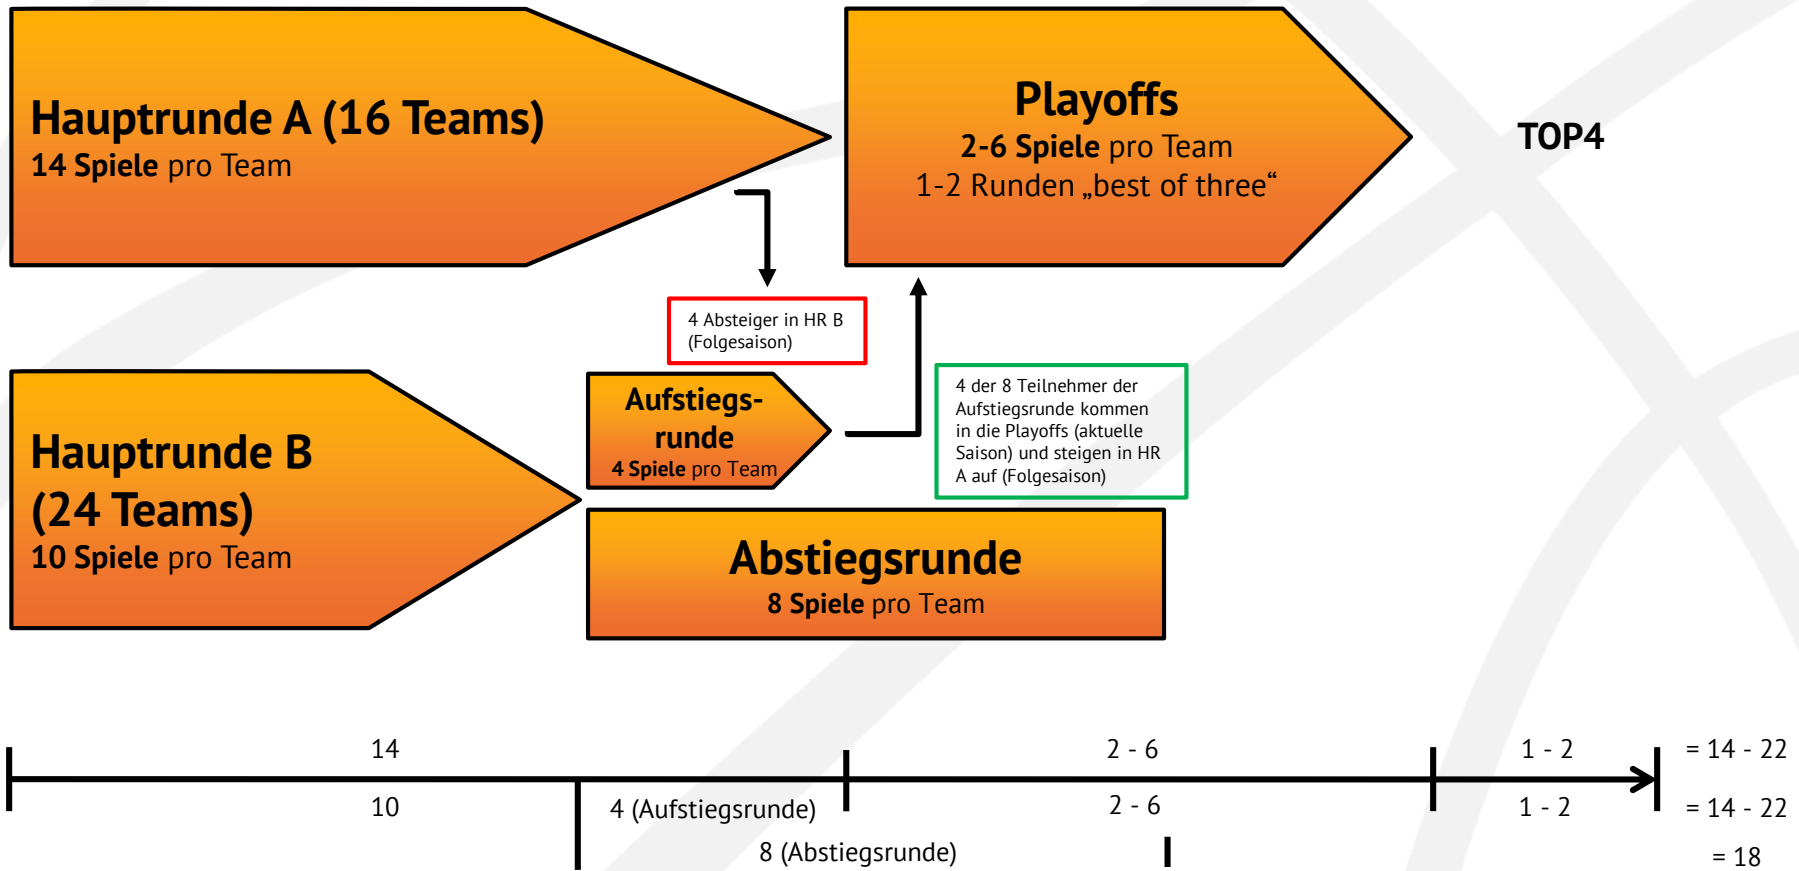 Hauptrunde A (16 Teams)
14 Spiele pro Team
Playoffs
2-6 Spiele pro Team
1-2 Runden „best of three“
TOP4
4 Absteiger in HR B
(Folgesaison)
Hauptrunde B
(24 Teams)
10 Spiele pro Team
Aufstiegs-
runde
4 Spiele pro Team
4 der 8 Teilnehmer der
Aufstiegsrunde kommen
in die Playoffs (aktuelle
Saison) und steigen in HR
A auf (Folgesaison)
Abstiegsrunde
8 Spiele pro Team
14
2 - 6
1 - 2
= 14 - 22
10
4 (Aufstiegsrunde)
2 - 6
1 - 2
= 14 - 22
8 (Abstiegsrunde)
= 18